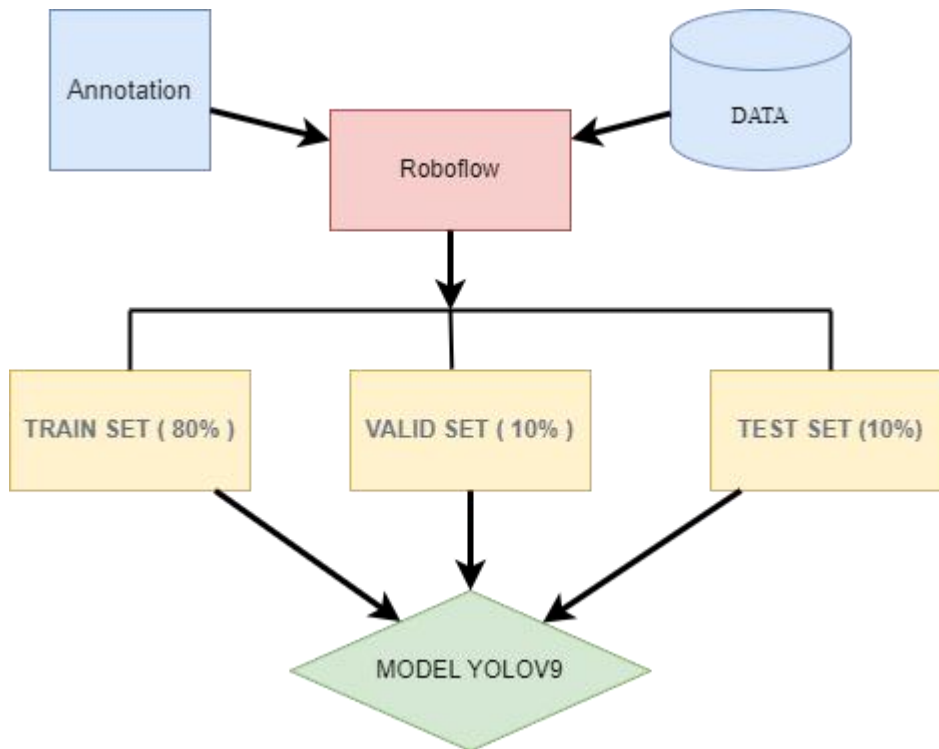 Annotation
DATA
Roboflow
TRAIN SET ( 80% )
VALID SET ( 10% )
TEST SET (10%)
MODEL YOLOV9